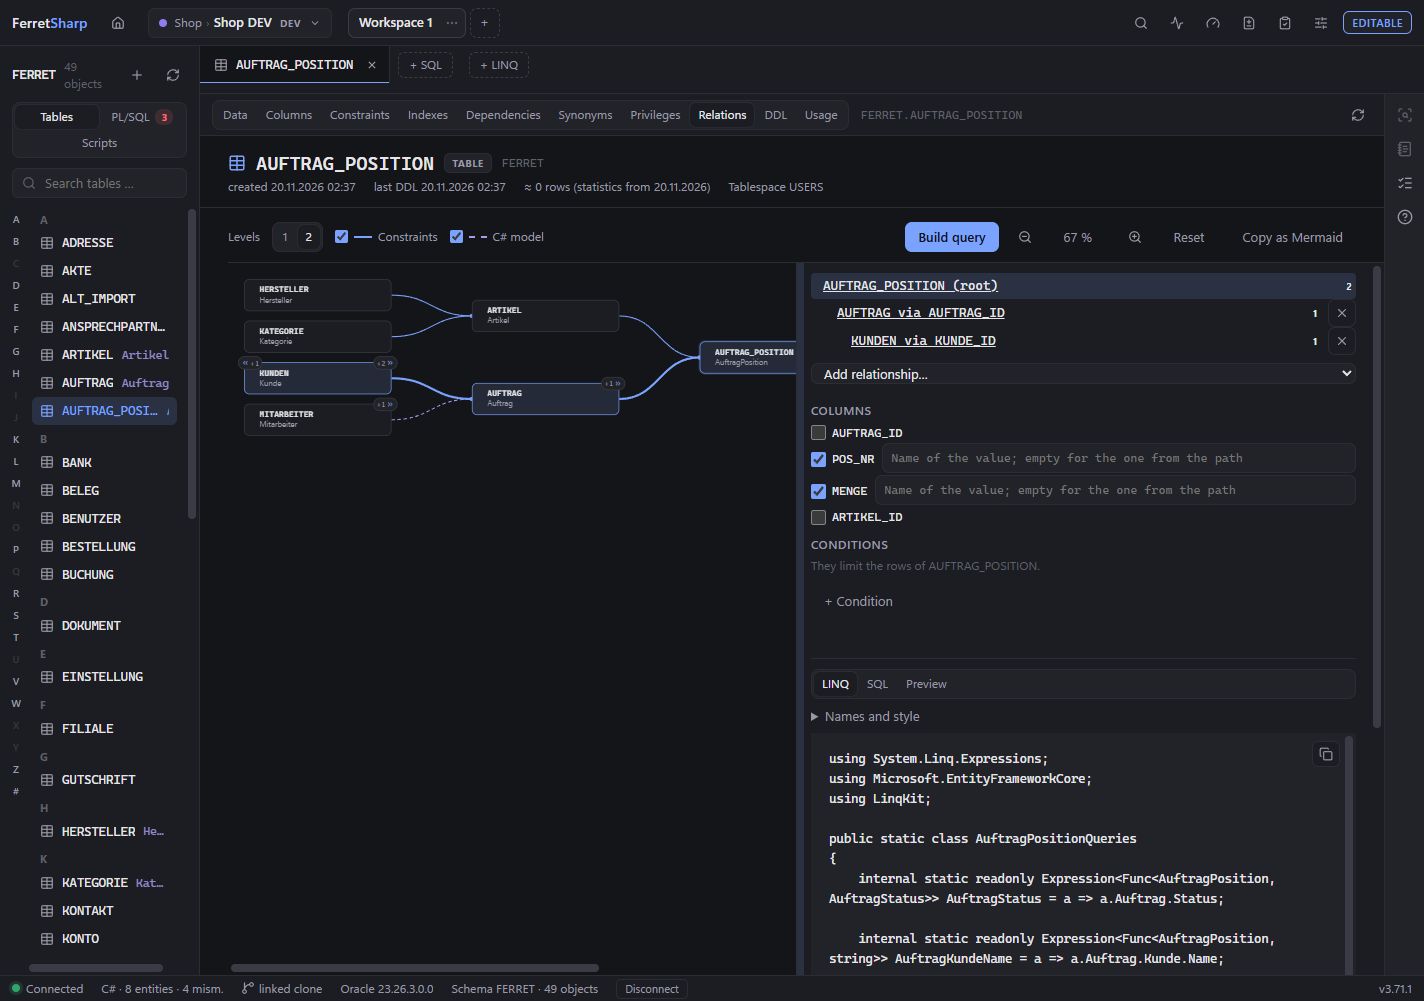 FerretSharp
Shop › Shop DEV DEV
Workspace 1 ··· +
EDITABLE
FERRET 49 objects
Tables PL/SQL 3
Scripts
Search tables ...
A
B
C
D
E
F
G
H
I
J
K
L
M
N
O
P
Q
R
S
T
U
V
W
X
Y
Z
#
A
ADRESSE
AKTE
ALT_IMPORT
ANSPRECHPARTN…
ARTIKEL Artikel
AUFTRAG Auftrag
AUFTRAG_POSI…
B
BANK
BELEG
BENUTZER
BESTELLUNG
BUCHUNG
D
DOKUMENT
E
EINSTELLUNG
F
FILIALE
G
GUTSCHRIFT
H
HERSTELLER He…
K
KATEGORIE Kat…
KONTAKT
KONTO
AUFTRAG_POSITION × + SQL + LINQ
Data Columns Constraints Indexes Dependencies Synonyms Privileges Relations DDL Usage FERRET.AUFTRAG_POSITION
AUFTRAG_POSITION TABLE FERRET
created 20.11.2026 02:37 last DDL 20.11.2026 02:37 ≈ 0 rows (statistics from 20.11.2026) Tablespace USERS
Levels 1 2 Constraints C# model Build query 67 % Reset Copy as Mermaid
HERSTELLER
Hersteller
KATEGORIE
Kategorie
« ‹ 1 ‹ 2 »
KUNDEN
Kunde
‹ 1 »
MITARBEITER
Mitarbeiter
ARTIKEL
Artikel
‹ 1 »
AUFTRAG
Auftrag
AUFTRAG_POSITION
AuftragPosition
AUFTRAG_POSITION (root) 2
AUFTRAG via AUFTRAG_ID 1 ×
KUNDEN via KUNDE_ID 1 ×
Add relationship…
COLUMNS
AUFTRAG_ID
POS_NR Name of the value; empty for the one from the path
MENGE Name of the value; empty for the one from the path
ARTIKEL_ID
CONDITIONS
They limit the rows of AUFTRAG_POSITION.
+ Condition
LINQ SQL Preview
▶ Names and style
using System.Linq.Expressions;
using Microsoft.EntityFrameworkCore;
using LinqKit;
public static class AuftragPositionQueries
{
internal static readonly Expression<Func<AuftragPosition,
AuftragStatus>> AuftragStatus = a => a.Auftrag.Status;
internal static readonly Expression<Func<AuftragPosition,
string>> AuftragKundeName = a => a.Auftrag.Kunde.Name;
Connected C# · 8 entities · 4 mism. linked clone Oracle 23.26.3.0.0 Schema FERRET · 49 objects Disconnect v3.71.1